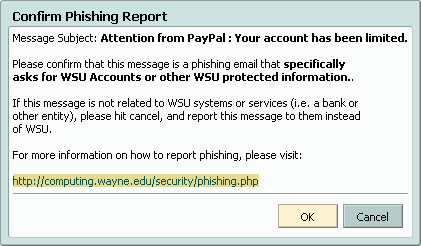 Confirm Phishing Report
Message Subject: Attention from PayPal : Your account has been limited.
Please confirm that this message is a phishing email that specifically
asks for WSU Accounts or other WSU protected information..
If this message is not related to WSU systems or services (i.e. a bank or
other entity), please hit cancel, and report this message to them instead
of WSU.
For more information on how to report phishing, please visit:
http://computing.wayne.edu/security/phishing.php
OK Cancel